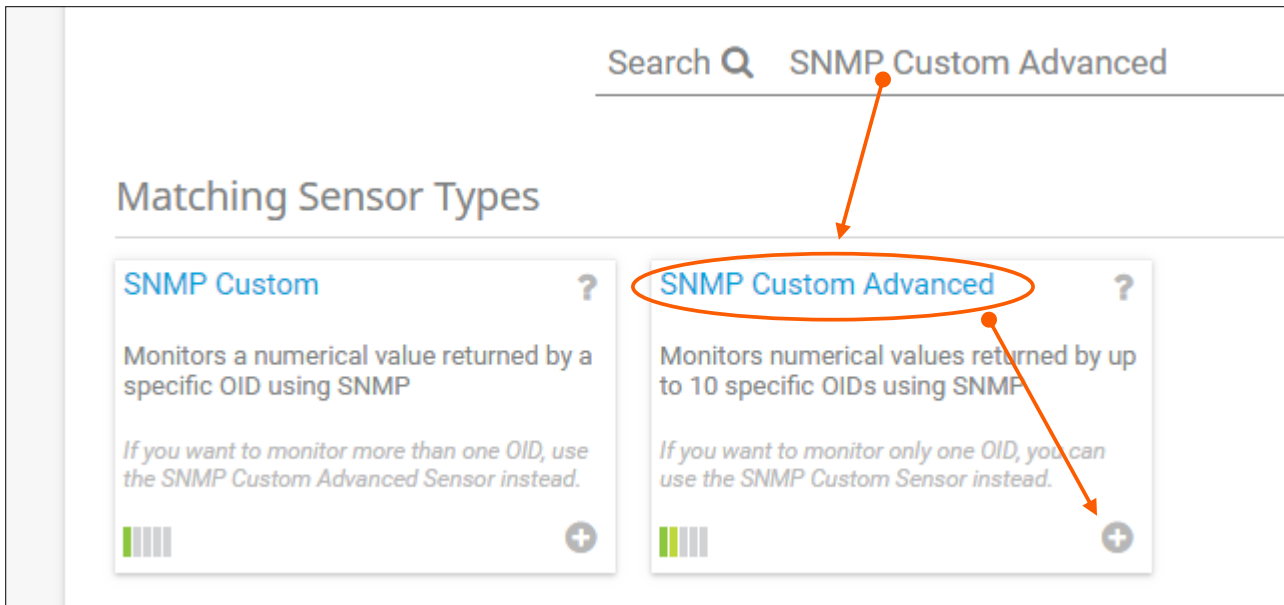 Search SNMP Custom Advanced
Matching Sensor Types
SNMP Custom ?
Monitors a numerical value returned by a
specific OID using SNMP
If you want to monitor more than one OID, use
the SNMP Custom Advanced Sensor instead.
SNMP Custom Advanced ?
Monitors numerical values returned by up
to 10 specific OIDs using SNMP
If you want to monitor only one OID, you can
use the SNMP Custom Sensor instead.